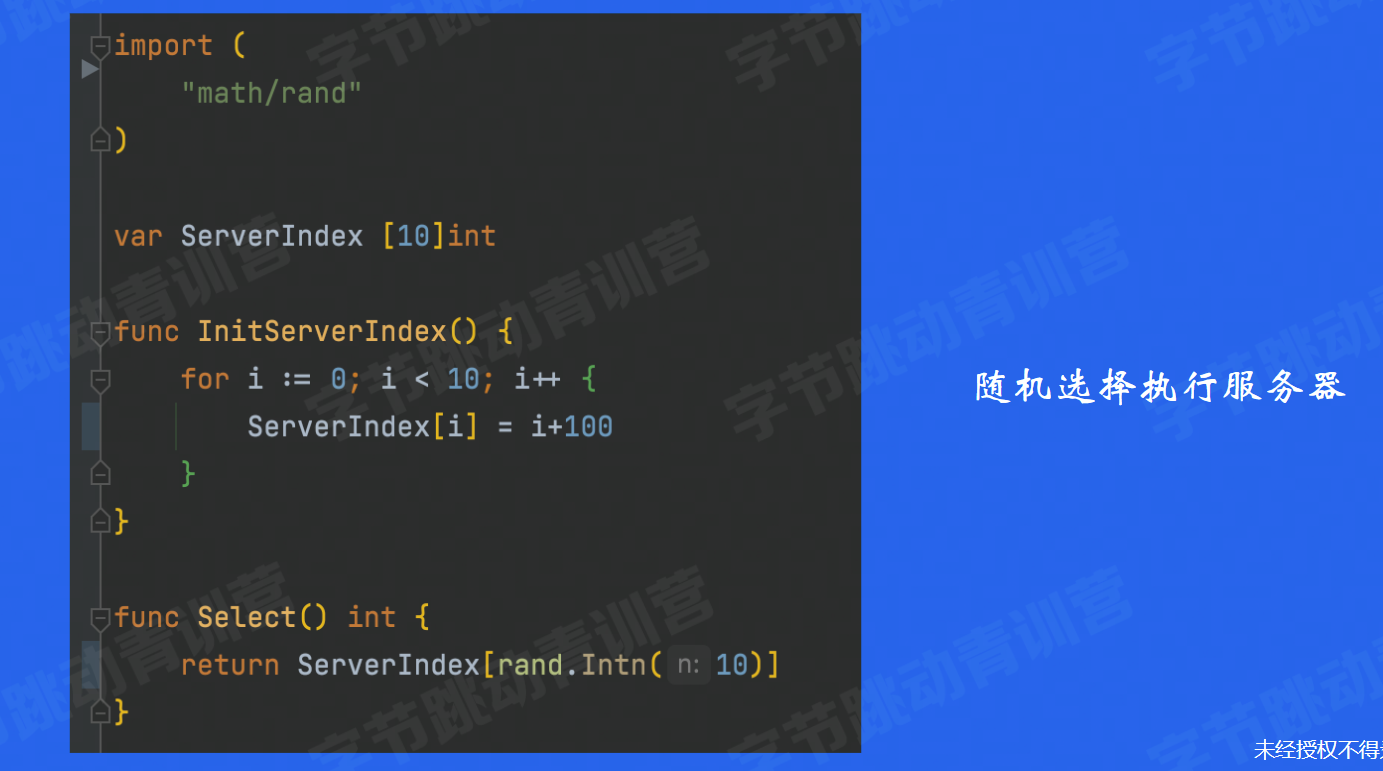 import (
    "math/rand"
)
var ServerIndex [10]int
func InitServerIndex() {
    for i := 0; i < 10; i++ {
        ServerIndex[i] = i+100
    }
}
func Select() int {
    return ServerIndex[rand.Intn( n: 10)]
}
随机选择执行服务器
字节跳动青训营
未经授权不得